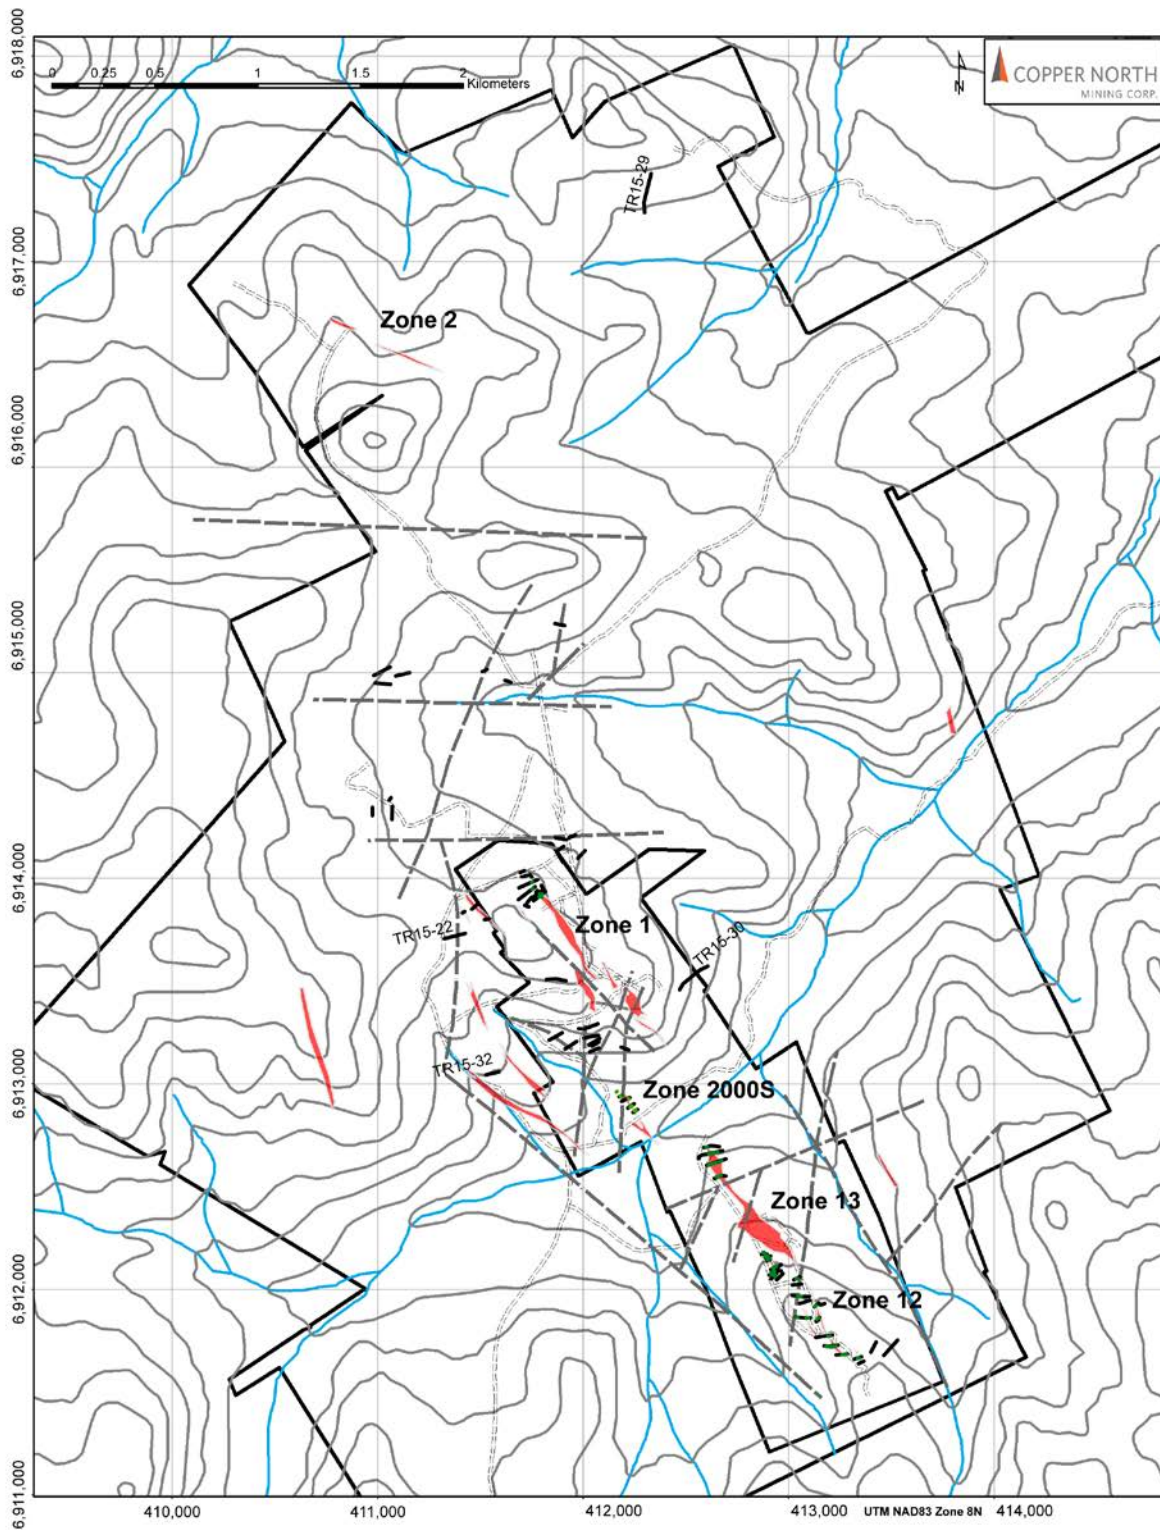 6,918,000
0 0.25 0.5 1 1.5 2
Kilometers
N
COPPER NORTH
MINING CORP.
TR15-29
6,917,000
Zone 2
6,916,000
6,915,000
6,914,000
Zone 1
TR15-22
TR15-30
TR15-32
6,913,000
Zone 2000S
Zone 13
6,912,000
Zone 12
6,911,000
410,000 411,000 412,000 413,000 UTM NAD83 Zone 8N 414,000